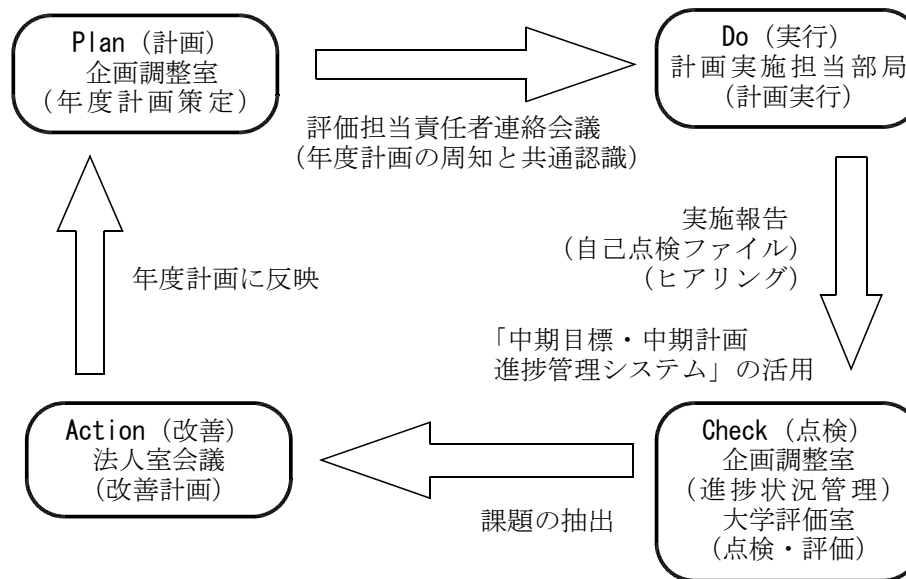 Plan（計画）
企画調整室
（年度計画策定）
Do（実行）
計画実施担当部局
（計画実行）
評価担当責任者連絡会議
（年度計画の周知と共通認識）
実施報告
（自己点検ファイル）
（ヒアリング）
年度計画に反映
「中期目標・中期計画
進捗管理システム」の活用
Action（改善）
法人室会議
（改善計画）
Check（点検）
企画調整室
（進捗状況管理）
大学評価室
（点検・評価）
課題の抽出